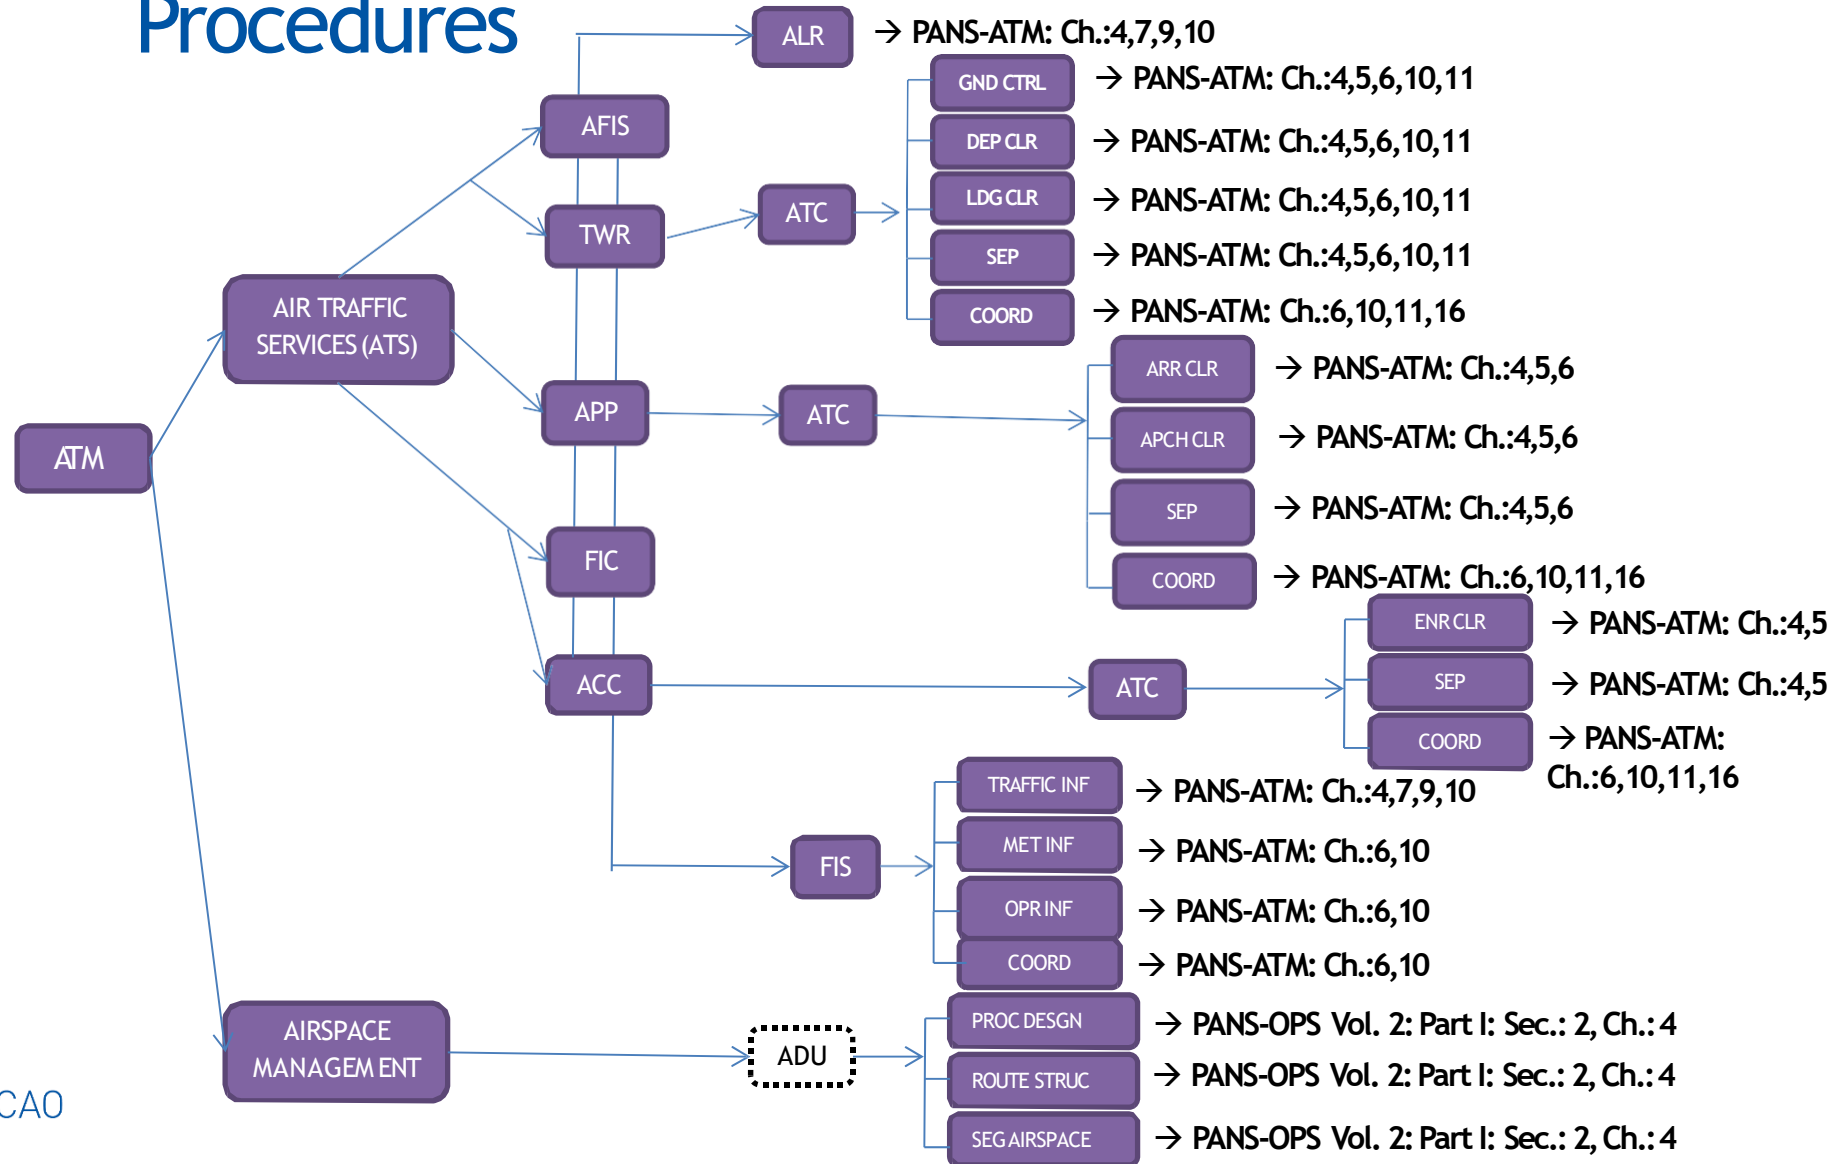 Procedures
ALR
→ PANS-ATM: Ch.:4,7,9,10
GND CTRL
→ PANS-ATM: Ch.:4,5,6,10,11
AFIS
DEP CLR
→ PANS-ATM: Ch.:4,5,6,10,11
LDG CLR
→ PANS-ATM: Ch.:4,5,6,10,11
ATC
TWR
SEP
→ PANS-ATM: Ch.:4,5,6,10,11
AIR TRAFFIC
SERVICES (ATS)
COORD
→ PANS-ATM: Ch.:6,10,11,16
ARR CLR
→ PANS-ATM: Ch.:4,5,6
APP
ATC
APCH CLR
→ PANS-ATM: Ch.:4,5,6
ATM
SEP
→ PANS-ATM: Ch.:4,5,6
FIC
COORD
→ PANS-ATM: Ch.:6,10,11,16
ENR CLR
→ PANS-ATM: Ch.:4,5
ACC
ATC
SEP
→ PANS-ATM: Ch.:4,5
COORD
→ PANS-ATM:
Ch.:6,10,11,16
TRAFFIC INF
→ PANS-ATM: Ch.:4,7,9,10
MET INF
→ PANS-ATM: Ch.:6,10
FIS
OPR INF
→ PANS-ATM: Ch.:6,10
COORD
→ PANS-ATM: Ch.:6,10
AIRSPACE
MANAGEMENT
ADU
PROC DESGN
→ PANS-OPS Vol. 2: Part I: Sec.: 2, Ch.: 4
ROUTE STRUC
→ PANS-OPS Vol. 2: Part I: Sec.: 2, Ch.: 4
SEG AIRSPACE
→ PANS-OPS Vol. 2: Part I: Sec.: 2, Ch.: 4
CAO